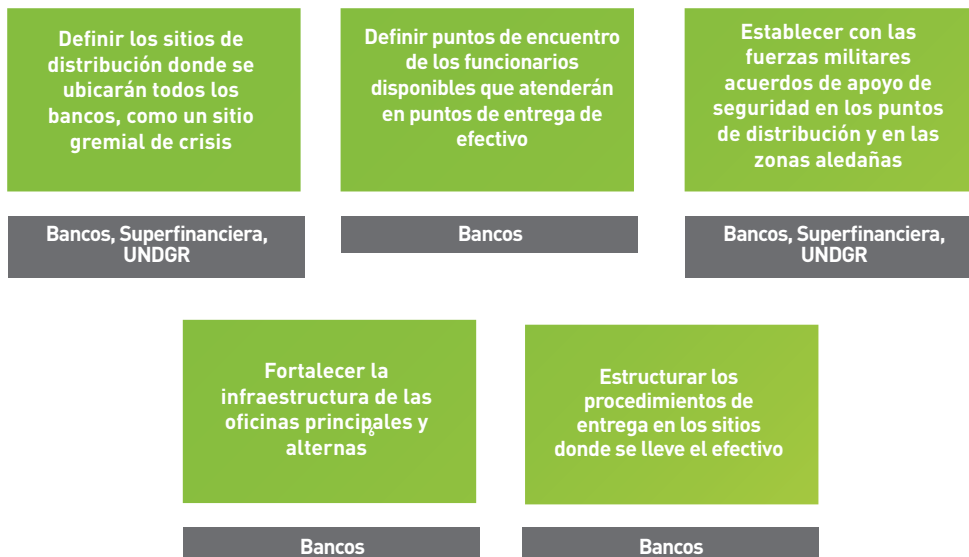 Definir los sitios de
distribución donde se
ubicarán todos los
bancos, como un sitio
gremial de crisis
Bancos, Superfinanciera,
UNDGR
Definir puntos de encuentro
de los funcionarios
disponibles que atenderán
en puntos de entrega de
efectivo
Bancos
Establecer con las
fuerzas militares
acuerdos de apoyo de
seguridad en los puntos
de distribución y en las
zonas aledañas
Bancos, Superfinanciera,
UNDGR
Fortalecer la
infraestructura de las
oficinas principales y
alternas
Bancos
Estructurar los
procedimientos de
entrega en los sitios
donde se lleve el efectivo
Bancos